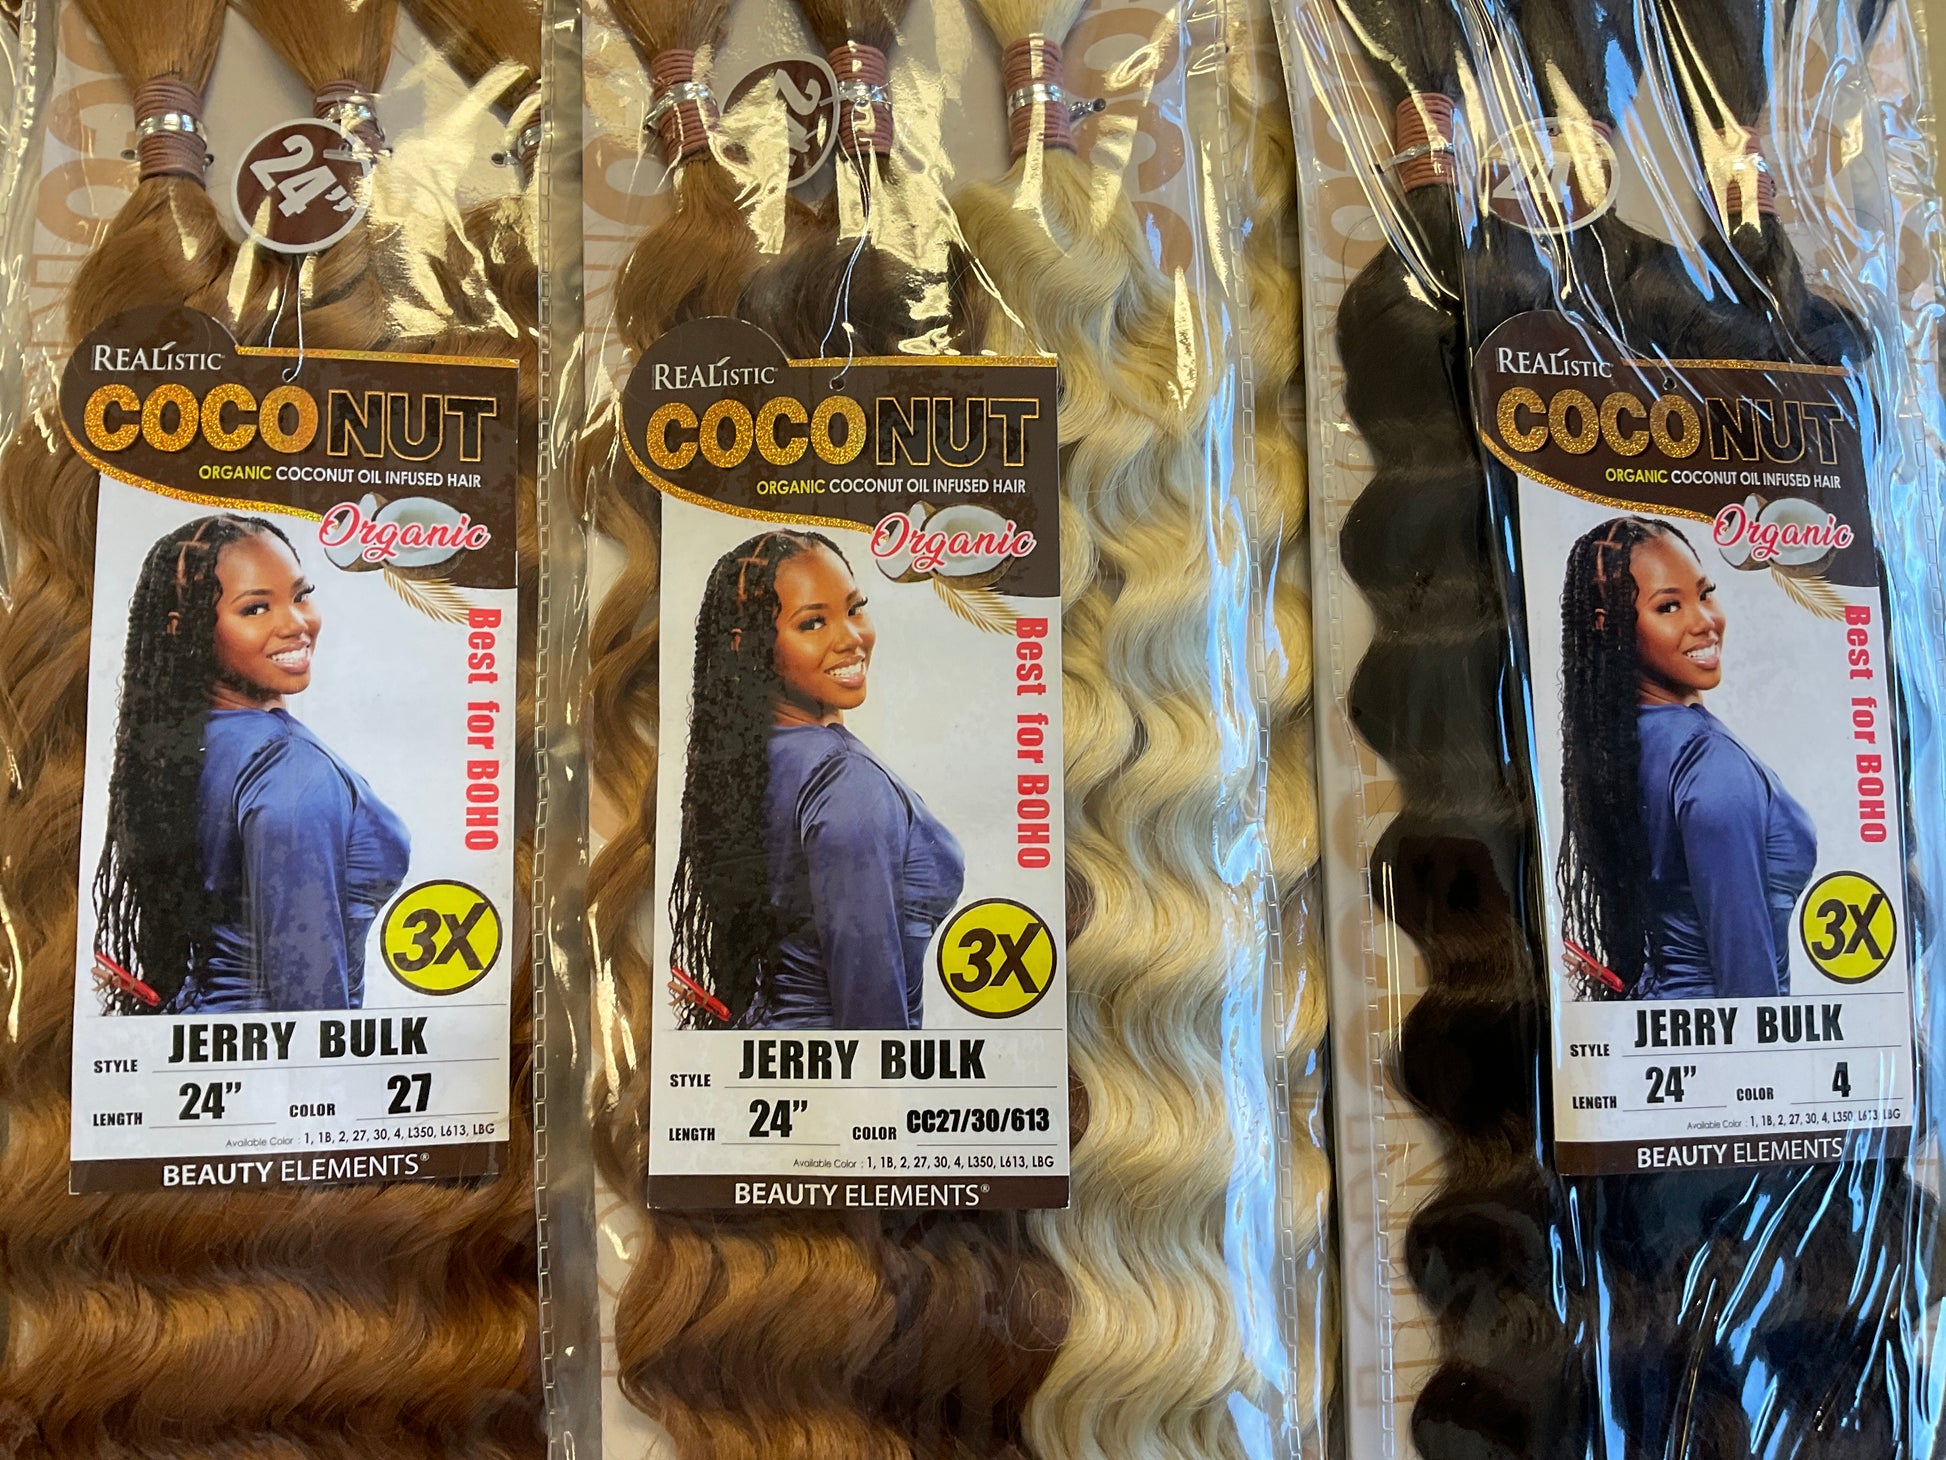 24”
REALISTIC
COCONUT
ORGANIC COCONUT OIL INFUSED HAIR
Organic
Best for BOHO
3X
STYLE JERRY BULK
LENGTH 24” COLOR 27
Available Color : 1, 1B, 2, 27, 30, 4, L350, L613, LBG
BEAUTY ELEMENTS®
24”
REALISTIC
COCONUT
ORGANIC COCONUT OIL INFUSED HAIR
Organic
Best for BOHO
3X
STYLE JERRY BULK
LENGTH 24” COLOR CC27/30/613
Available Color : 1, 1B, 2, 27, 30, 4, L350, L613, LBG
BEAUTY ELEMENTS®
24
REALISTIC
COCONUT
ORGANIC COCONUT OIL INFUSED HAIR
Organic
Best for BOHO
3X
STYLE JERRY BULK
LENGTH 24” COLOR 4
Available Color : 1, 1B, 2, 27, 30, 4, L350, L613, LBG
BEAUTY ELEMENTS